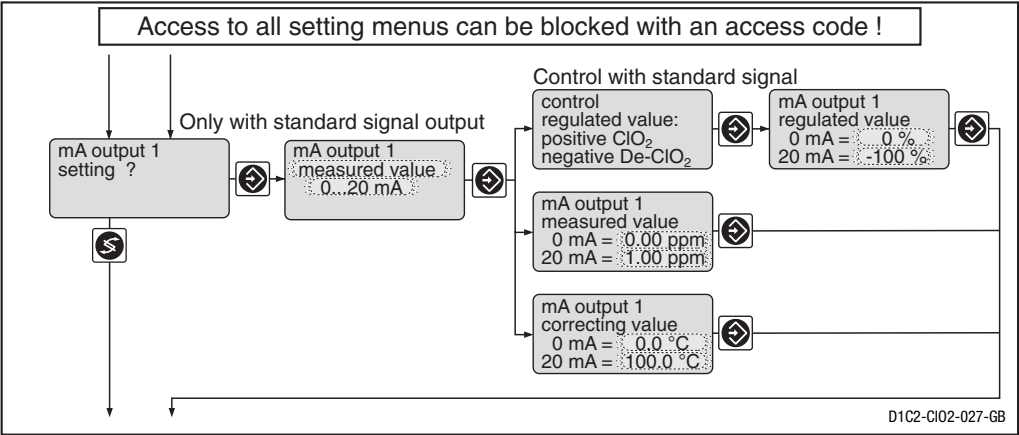 Access to all setting menus can be blocked with an access code !
Control with standard signal
Only with standard signal output
mA output 1
setting ?
mA output 1
measured value
0...20 mA
control
regulated value:
positive ClO₂
negative De-ClO₂
mA output 1
regulated value
0 mA = 0 %
20 mA = -100 %
mA output 1
measured value
0 mA = 0.00 ppm
20 mA = 1.00 ppm
mA output 1
correcting value
0 mA = 0.0 °C
20 mA = 100.0 °C
D1C2-ClO2-027-GB